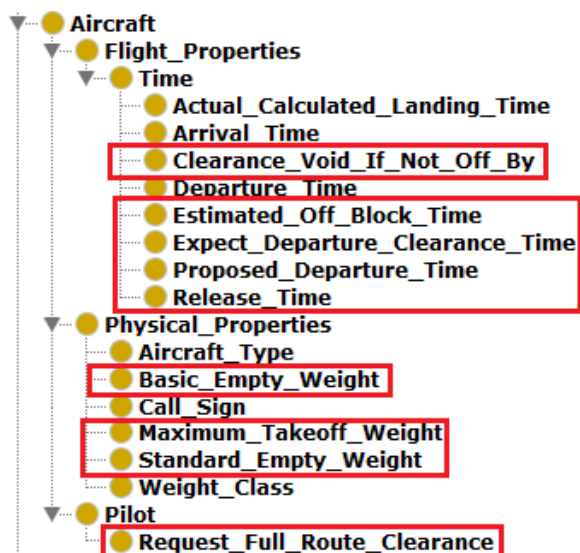 Aircraft
Flight_Properties
Time
Actual_Calculated_Landing_Time
Arrival_Time
Clearance_Void_If_Not_Off_By
Departure_Time
Estimated_Off_Block_Time
Expect_Departure_Clearance_Time
Proposed_Departure_Time
Release_Time
Physical_Properties
Aircraft_Type
Basic_Empty_Weight
Call_Sign
Maximum_Takeoff_Weight
Standard_Empty_Weight
Weight_Class
Pilot
Request_Full_Route_Clearance